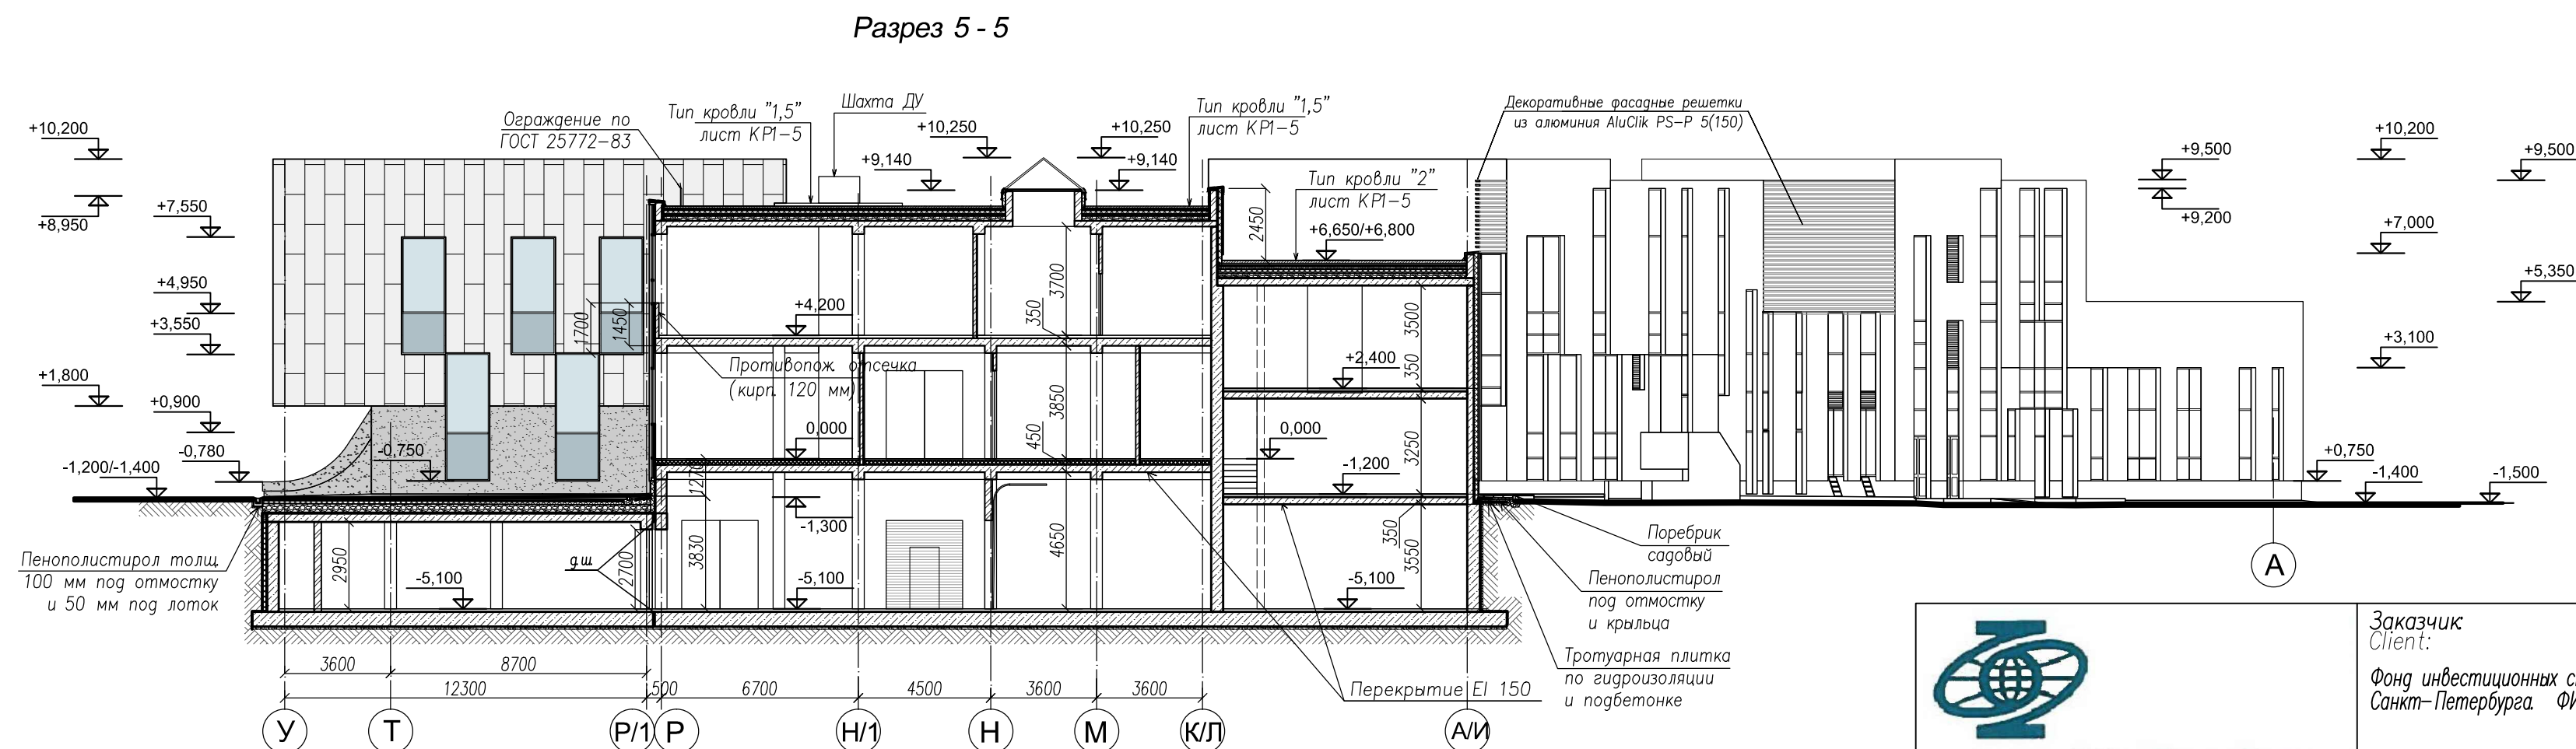 Разрез 5 - 5
Ограждение по
ГОСТ 25772-83
Тип кровли "1,5"
лист КР1-5
Шахта ДУ
Тип кровли "1,5"
лист КР1-5
Декоративные фасадные решетки
из алюминия AluClik PS-P 5(150)
Тип кровли "2"
лист КР1-5
+10,200
+8,950
+7,550
+4,950
+3,550
+1,800
+0,900
-0,780
-1,200/-1,400
-0,750
+10,250
+9,140
+10,250
+9,140
+6,650/+6,800
2450
1700
1450
+4,200
350
3700
3500
350
+2,400
Противопож. отсечка
(кирп. 120 мм)
3850
450
0,000
0,000
3250
-1,200
1270
-1,300
3830
4650
350
3550
2950
2700
-5,100
-5,100
-5,100
дш
+9,500
+9,200
+10,200
+7,000
+3,100
+9,500
+5,350
+0,750
-1,400
-1,500
Пенополистирол толщ.
100 мм под отмостку
и 50 мм под лоток
Поребрик
садовый
Пенополистирол
под отмостку
и крыльца
Тротуарная плитка
по гидроизоляции
и подбетонке
Перекрытие EI 150
3600
8700
12300
500
6700
4500
3600
3600
У
Т
Р/1
Р
Н/1
Н
М
К/Л
А/И
А
Заказчик:
Client:
Фонд инвестиционных с
Санкт-Петербурга. ФИ